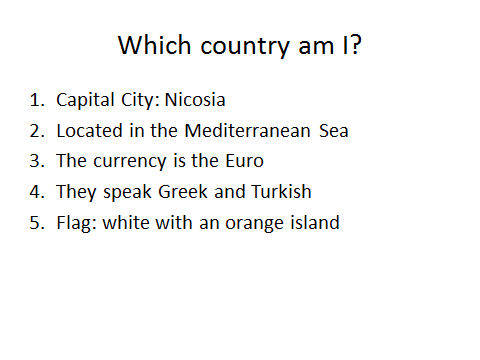 Which country am I?
1. Capital City: Nicosia
2. Located in the Mediterranean Sea
3. The currency is the Euro
4. They speak Greek and Turkish
5. Flag: white with an orange island